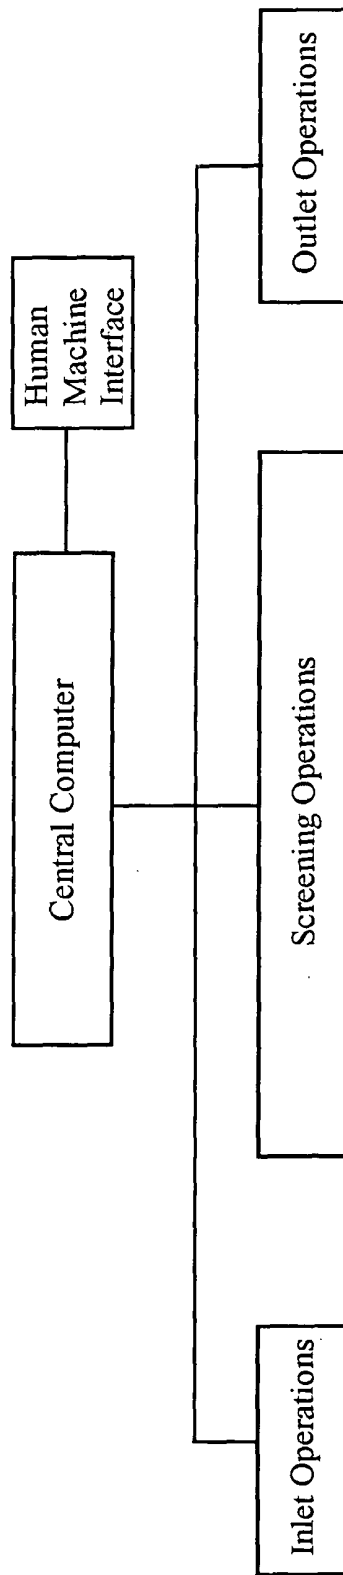 Central Computer
Human
Machine
Interface
Inlet Operations
Screening Operations
Outlet Operations